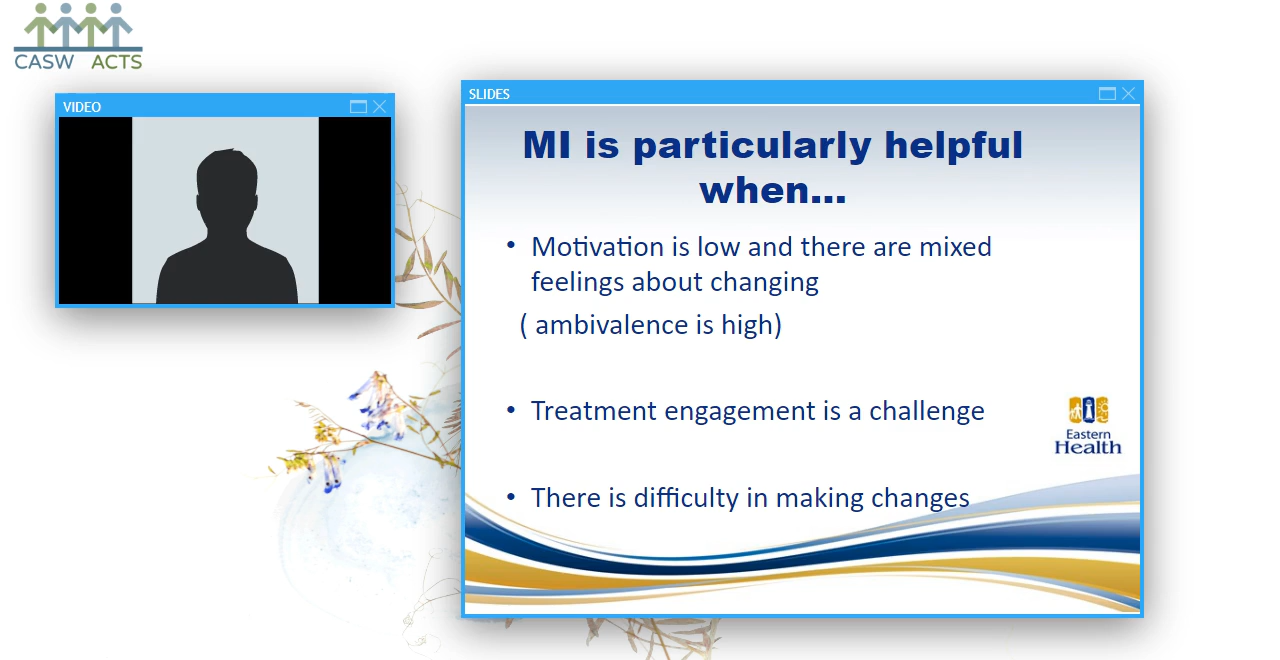 CASW ACTS
VIDEO
SLIDES
MI is particularly helpful
when...
• Motivation is low and there are mixed
feelings about changing
( ambivalence is high)
• Treatment engagement is a challenge
• There is difficulty in making changes
Eastern
Health